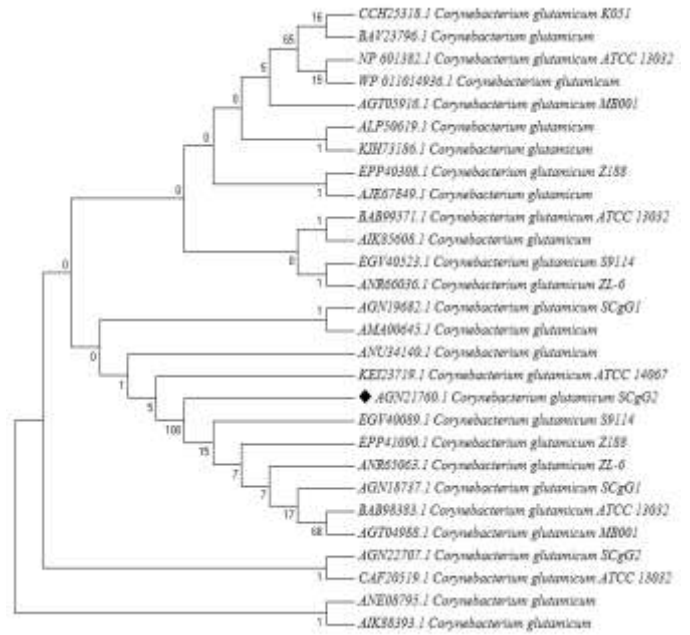 CCH25318.1 Corynebacterium glutamicum K051
BAV23796.1 Corynebacterium glutamicum
NP 601382.1 Corynebacterium glutamicum ATCC 13032
WP 011014936.1 Corynebacterium glutamicum
AGT05916.1 Corynebacterium glutamicum MB001
ALP50619.1 Corynebacterium glutamicum
KJH73186.1 Corynebacterium glutamicum
EPP40308.1 Corynebacterium glutamicum Z188
AJE67849.1 Corynebacterium glutamicum
BAB99371.1 Corynebacterium glutamicum ATCC 13032
AIK85608.1 Corynebacterium glutamicum
EGV40523.1 Corynebacterium glutamicum S9114
ANR66036.1 Corynebacterium glutamicum ZL-6
AGN19682.1 Corynebacterium glutamicum SCgG1
AMA00645.1 Corynebacterium glutamicum
ANU34140.1 Corynebacterium glutamicum
KEI23719.1 Corynebacterium glutamicum ATCC 14067
AGN21760.1 Corynebacterium glutamicum SCgG2
EGV40089.1 Corynebacterium glutamicum S9114
EPP41090.1 Corynebacterium glutamicum Z188
ANR65063.1 Corynebacterium glutamicum ZL-6
AGN18737.1 Corynebacterium glutamicum SCgG1
BAB98383.1 Corynebacterium glutamicum ATCC 13032
AGT04988.1 Corynebacterium glutamicum MB001
AGN22707.1 Corynebacterium glutamicum SCgG2
CAF20519.1 Corynebacterium glutamicum ATCC 13032
ANE08795.1 Corynebacterium glutamicum
AIK88393.1 Corynebacterium glutamicum
16
65
15
5
0
1
0
1
0
1
0
1
0
1
0
1
5
100
15
7
7
17
68
1
1